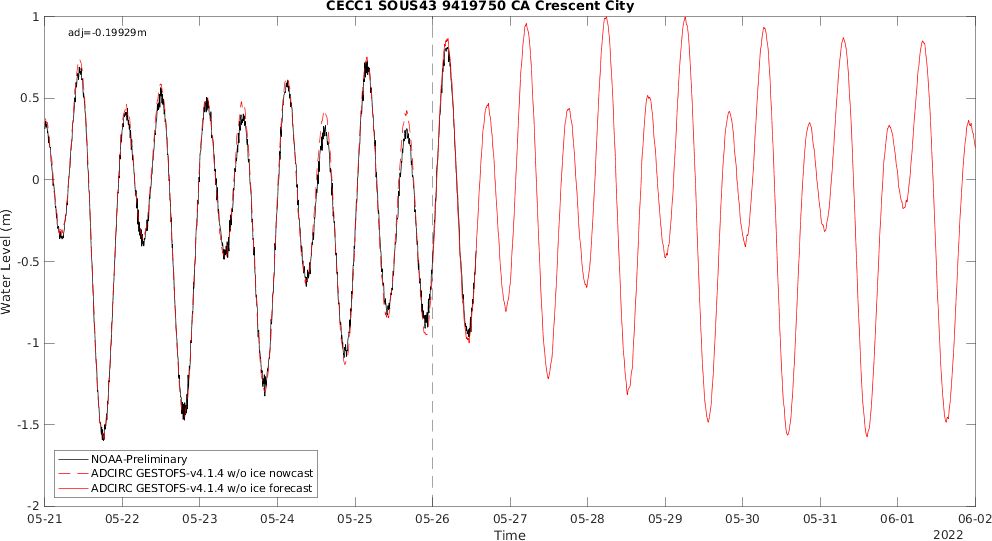 CECC1 SOUS43 9419750 CA Crescent City
adj=-0.19929m
1
0.5
0
-0.5
-1
-1.5
-2
Water Level (m)
NOAA-Preliminary
ADCIRC GESTOFS-v4.1.4 w/o ice nowcast
ADCIRC GESTOFS-v4.1.4 w/o ice forecast
05-21 05-22 05-23 05-24 05-25 05-26 05-27 05-28 05-29 05-30 05-31 06-01 06-02
Time
2022